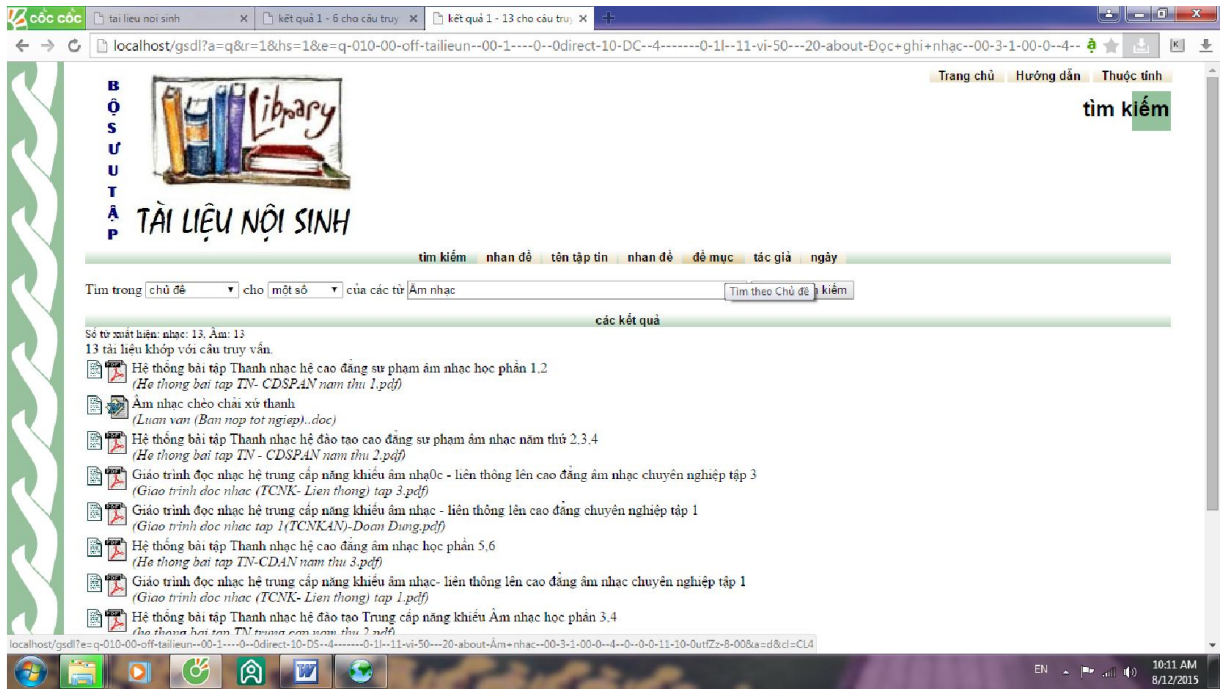 cốc cốc
tai lieu noi sinh
kết quả 1 - 6 cho câu truy
kết quả 1 - 13 cho câu truy
localhost/gsdl?a=q&r=1&hs=1&e=q-010-00-off-tailieun--00-1----0--0direct-10-DC--4-------0-1l--11-vi-50---20-about-Đọc+ghi+nhạc--00-3-1-00-0--4--
Trang chủ Hướng dẫn Thuộc tính
tìm kiếm
BỘ SƯU TẬP
Library
TÀI LIỆU NỘI SINH
tìm kiếm nhan đề tên tập tin nhan đề đề mục tác giả ngày
Tìm trong chủ đề cho một số của các từ Âm nhạc kiếm
Tìm theo Chủ đề
các kết quả
Số từ xuất hiện: nhạc: 13, Âm: 13
13 tài liệu khớp với câu truy vấn.
Hệ thống bài tập Thanh nhạc hệ cao đẳng sư phạm âm nhạc học phần 1,2
(He thong bai tap TN- CDSPAN nam thu 1.pdf)
Âm nhạc chèo chải xứ thanh
(Luan van (Ban nop tot ngiep)..doc)
Hệ thống bài tập Thanh nhạc hệ đào tạo cao đẳng sư phạm âm nhạc năm thứ 2,3,4
(He thong bai tap TN - CDSPAN nam thu 2.pdf)
Giáo trình đọc nhạc hệ trung cấp năng khiếu âm nhạ0c - liên thông lên cao đẳng âm nhạc chuyên nghiệp tập 3
(Giao trinh doc nhac (TCNK- Lien thong) tap 3.pdf)
Giáo trình đọc nhạc hệ trung cấp năng khiếu âm nhạc - liên thông lên cao đẳng chuyên nghiệp tập 1
(Giao trinh doc nhac tap 1(TCNKAN)-Doan Dung.pdf)
Hệ thống bài tập Thanh nhạc hệ cao đẳng âm nhạc học phần 5,6
(He thong bai tap TN-CDAN nam thu 3.pdf)
Giáo trình đọc nhạc hệ trung cấp năng khiếu âm nhạc- liên thông lên cao đẳng âm nhạc chuyên nghiệp tập 1
(Giao trinh doc nhac (TCNK- Lien thong) tap 1.pdf)
Hệ thống bài tập Thanh nhạc hệ đào tạo Trung cấp năng khiếu Âm nhạc học phần 3,4
(he thong bai tap TN trung cap nam thu 2.pdf)
localhost/gsdl?e=q-010-00-off-tailieun--00-1----0--0direct-10-DS--4-------0-1l--11-vi-50---20-about-Âm+nhac--00-3-1-00-0--4--0--0-0-11-10-0utfZz-8-00&a=d&cl=CL4
EN
10:11 AM
8/12/2015